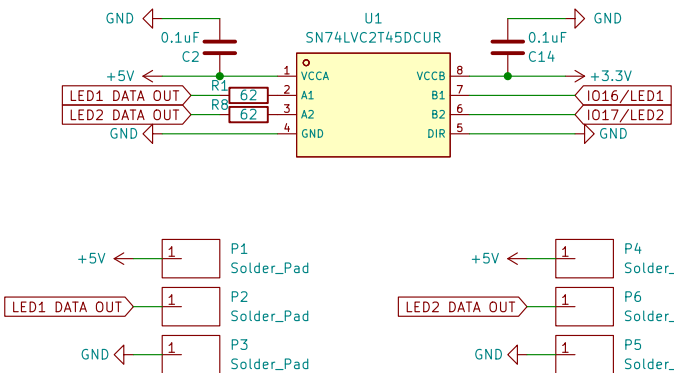 GND
U1
GND
0.1uF
SN74LVC2T45DCUR
0.1uF
C2
C14
+5V
1
VCCA
VCCB
8
+3.3V
LED1 DATA OUT
R1
62
2
A1
B1
7
IO16/LED1
LED2 DATA OUT
R8
62
3
A2
B2
6
IO17/LED2
GND
4
GND
DIR
5
GND
+5V
1
P1
Solder_Pad
+5V
1
P4
Solder_
LED1 DATA OUT
1
P2
Solder_Pad
LED2 DATA OUT
1
P6
Solder_
GND
1
P3
Solder_Pad
GND
1
P5
Solder_